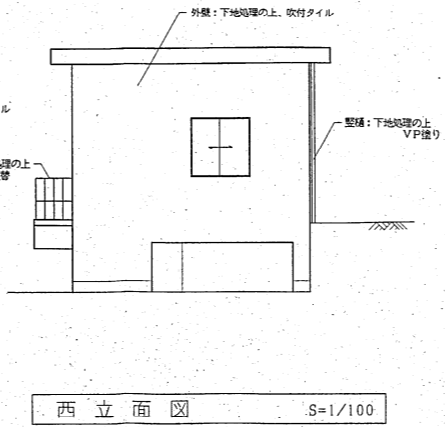 外壁：下地処理の上、吹付タイル
ル
竪樋：下地処理の上
VP塗り
処理の上
替
西立面図 S=1/100